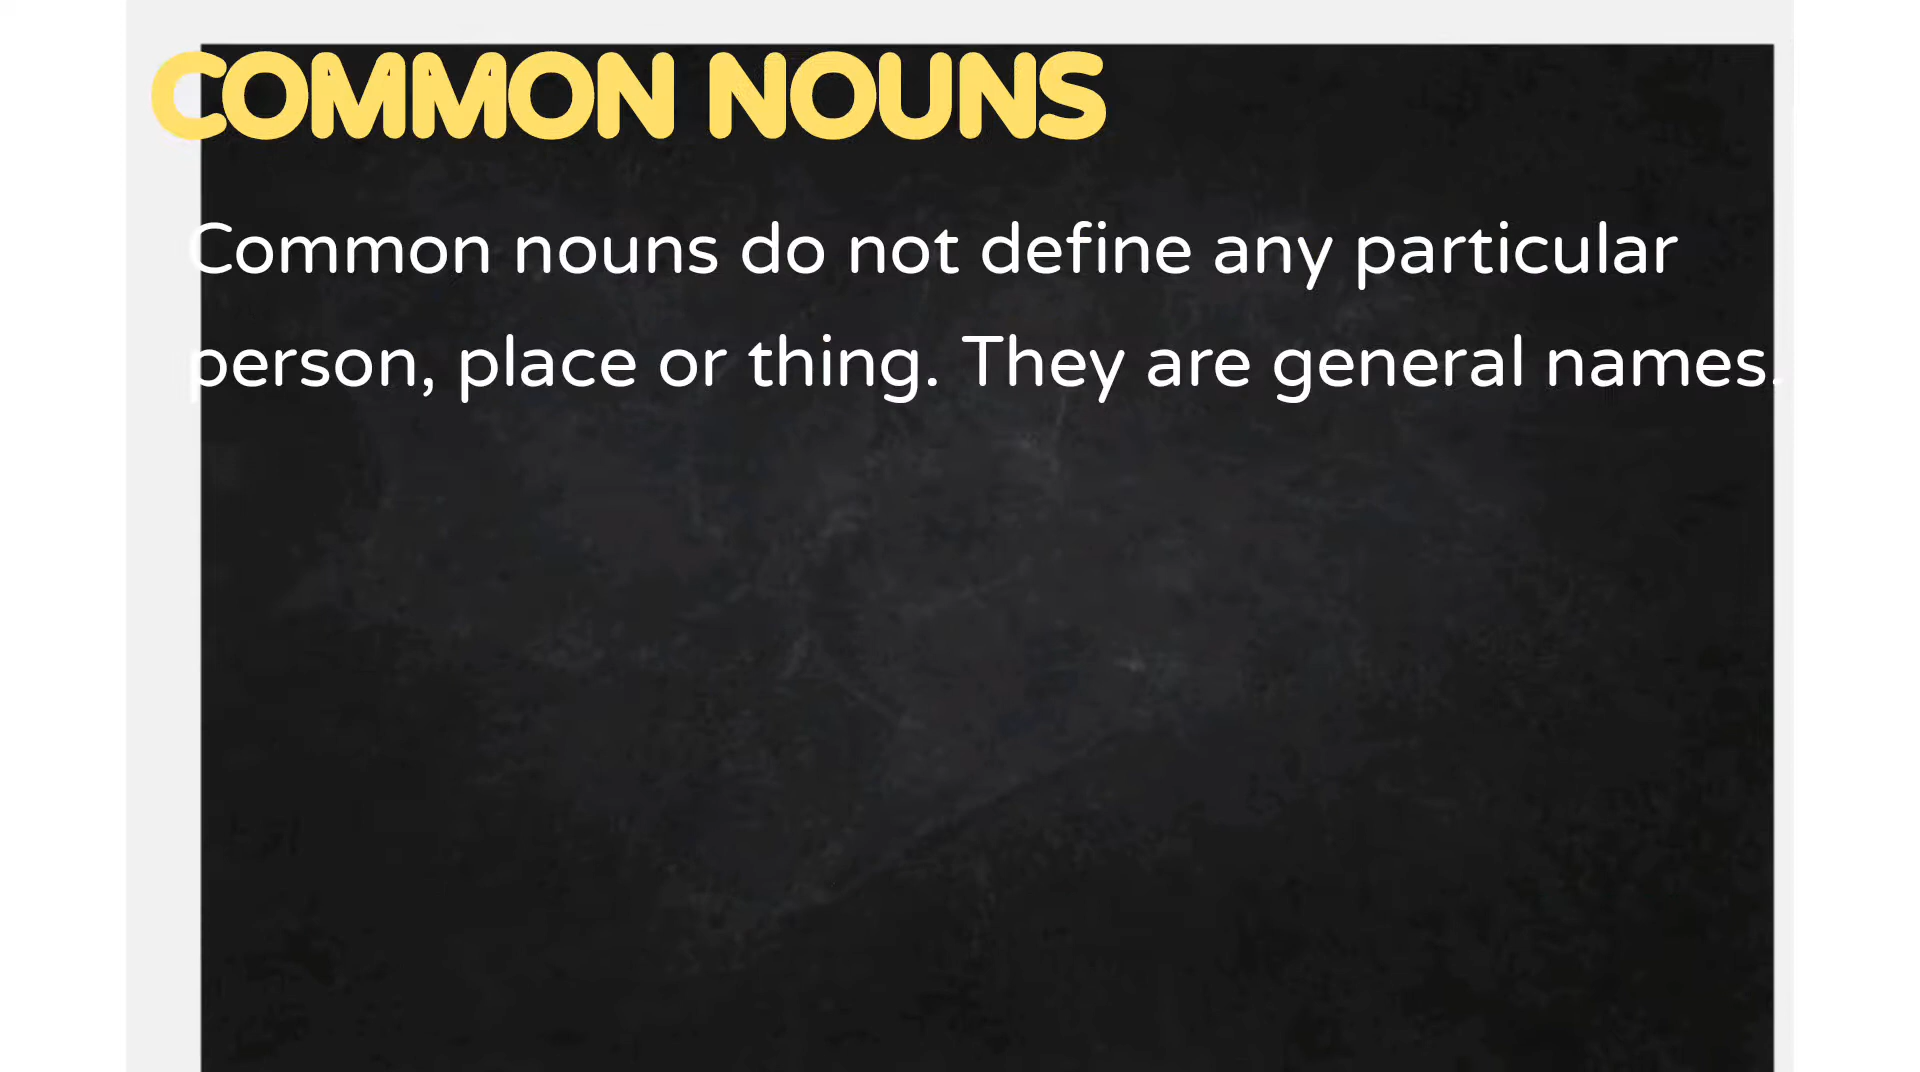 COMMON NOUNS
Common nouns do not define any particular
person, place or thing. They are general names.